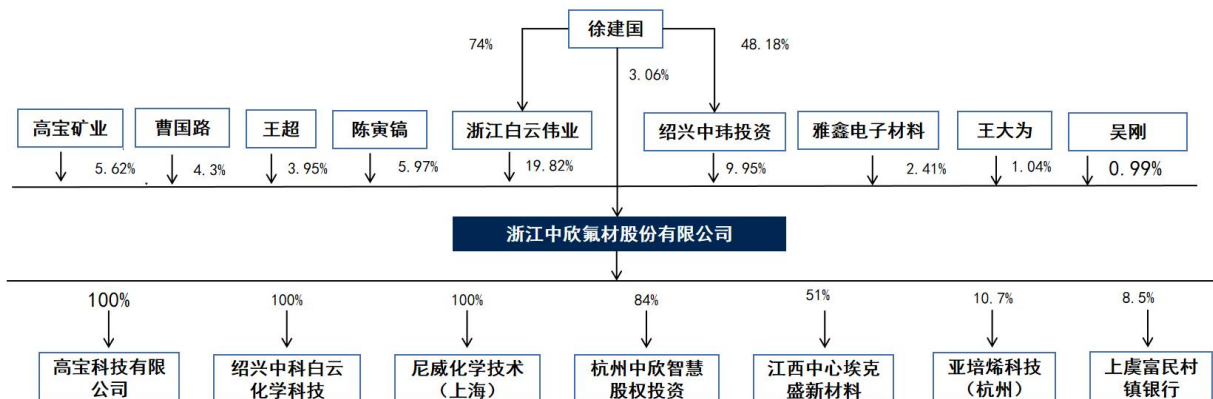 徐建国
74%
48.18%
3.06%
高宝矿业
曹国路
王超
陈寅镐
浙江白云伟业
绍兴中玮投资
雅鑫电子材料
王大为
吴刚
5.62%
4.3%
3.95%
5.97%
19.82%
9.95%
2.41%
1.04%
0.99%
浙江中欣氟材股份有限公司
100%
100%
100%
84%
51%
10.7%
8.5%
高宝科技有限
公司
绍兴中科白云
化学科技
尼威化学技术
（上海）
杭州中欣智慧
股权投资
江西中心埃克
盛新材料
亚培烯科技
（杭州）
上虞富民村
镇银行